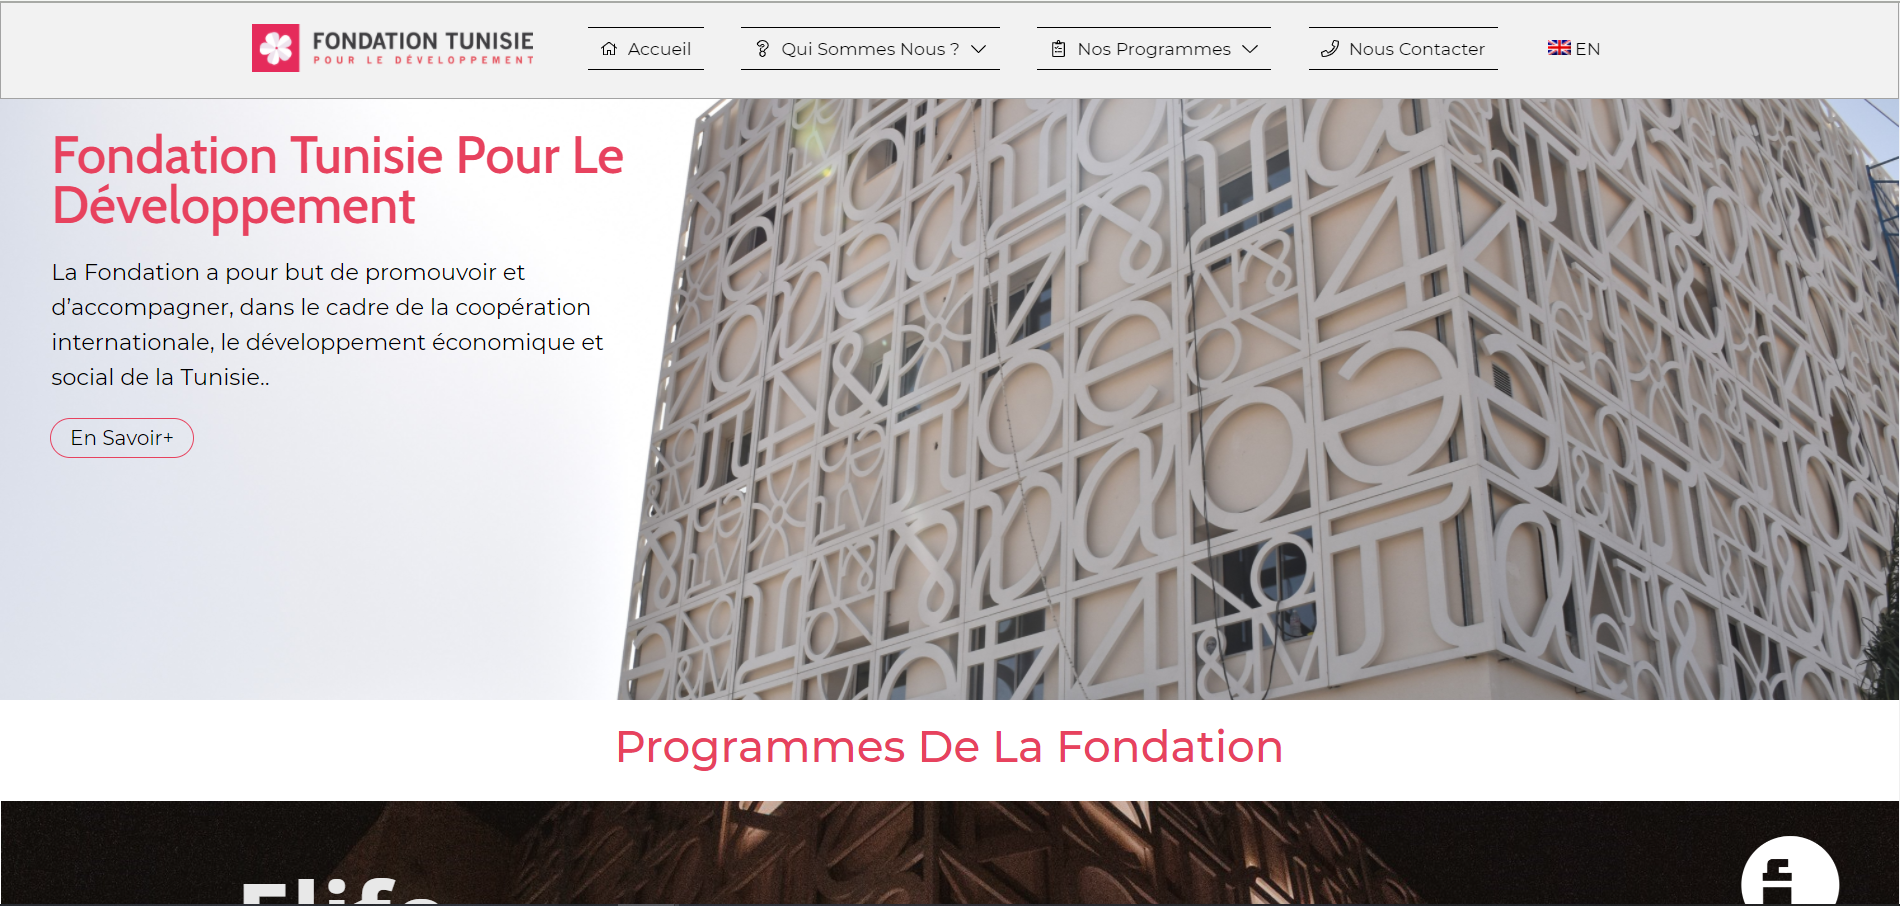 FONDATION TUNISIE
POUR LE DÉVELOPPEMENT
Accueil
Qui Sommes Nous ?
Nos Programmes
Nous Contacter
EN
Fondation Tunisie Pour Le
Développement
La Fondation a pour but de promouvoir et
d’accompagner, dans le cadre de la coopération
internationale, le développement économique et
social de la Tunisie..
En Savoir+
Programmes De La Fondation
Elife